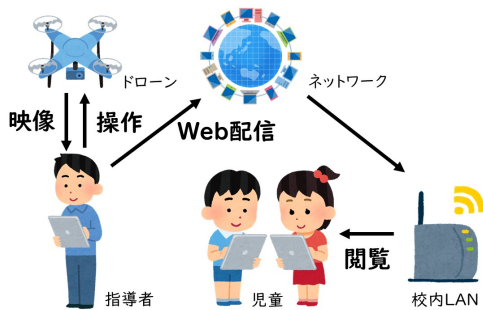 ドローン
ネットワーク
映像
操作
Web配信
閲覧
指導者
児童
校内LAN